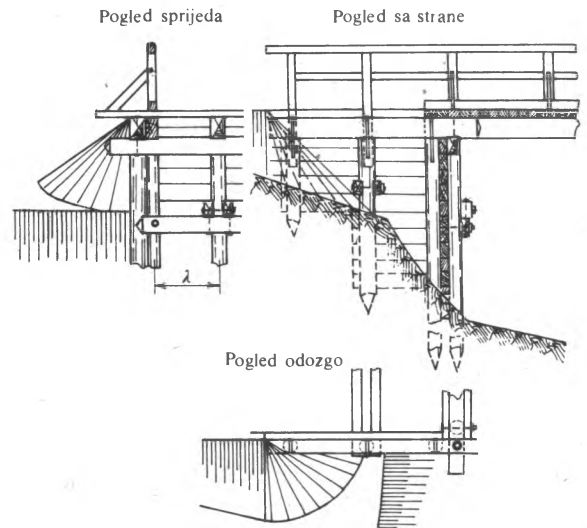 Pogled sprijeda
Pogled sa strane
λ
Pogled odozgo